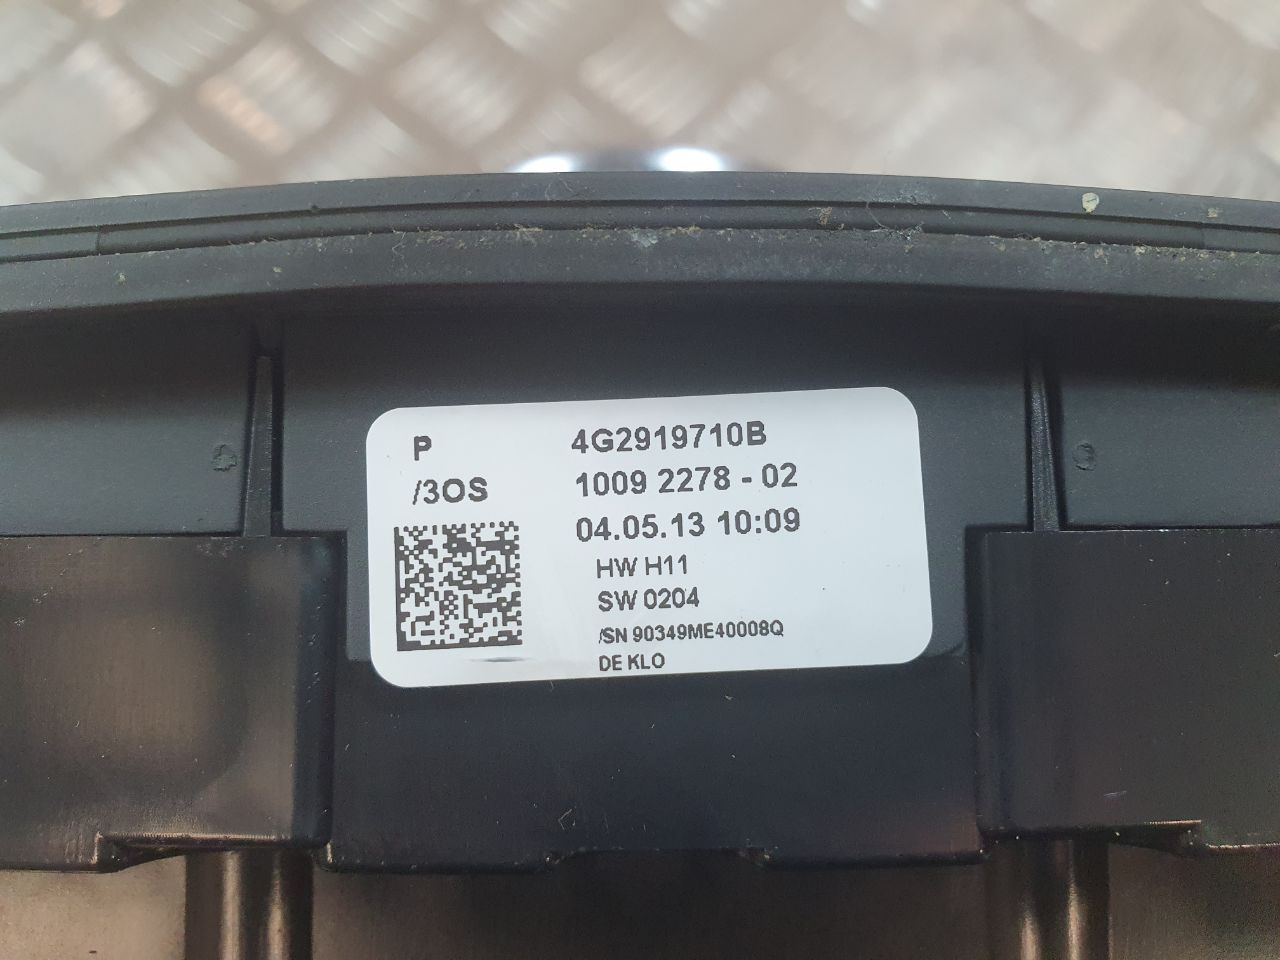 P
/3OS
4G2919710B
1009 2278 - 02
04.05.13 10:09
HW H11
SW 0204
/SN 90349ME40008Q
DE KLO